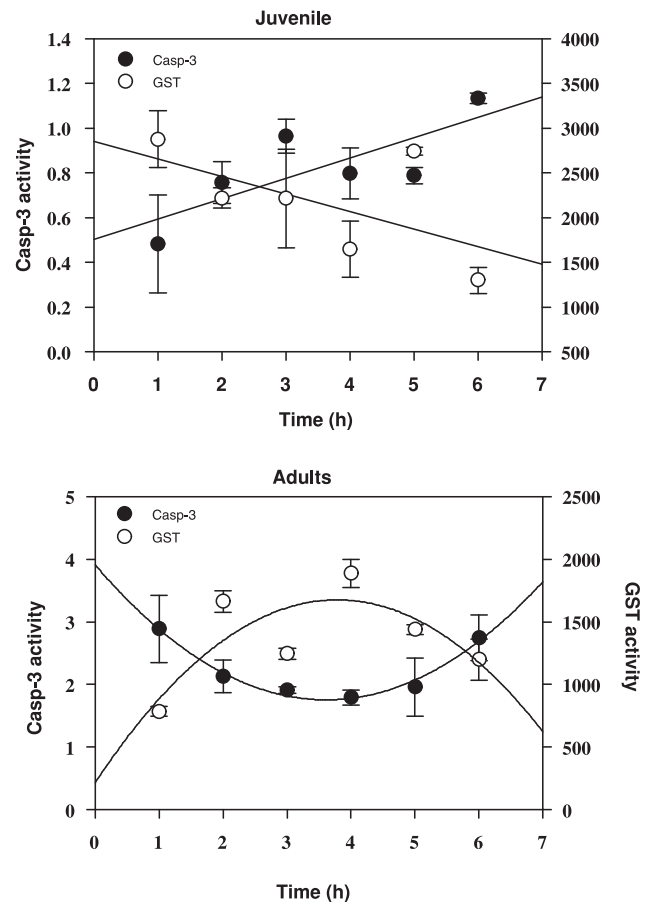 Juvenile
1.4
1.2
1.0
0.8
0.6
0.4
0.2
0.0
Casp-3 activity
Casp-3
GST
4000
3500
3000
2500
2000
1500
1000
500
0 1 2 3 4 5 6 7
Time (h)
Adults
5
4
3
2
1
0
Casp-3 activity
Casp-3
GST
2500
2000
1500
1000
500
0
GST activity
0 1 2 3 4 5 6 7
Time (h)